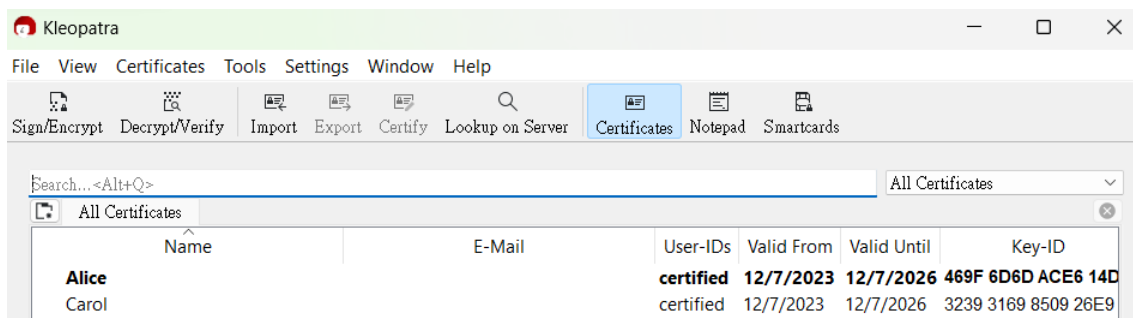 Kleopatra
File View Certificates Tools Settings Window Help
Sign/Encrypt Decrypt/Verify Import Export Certify Lookup on Server Certificates Notepad Smartcards
Search...<Alt+Q> All Certificates
All Certificates
Name E-Mail User-IDs Valid From Valid Until Key-ID
Alice certified 12/7/2023 12/7/2026 469F 6D6D ACE6 14D
Carol certified 12/7/2023 12/7/2026 3239 3169 8509 26E9